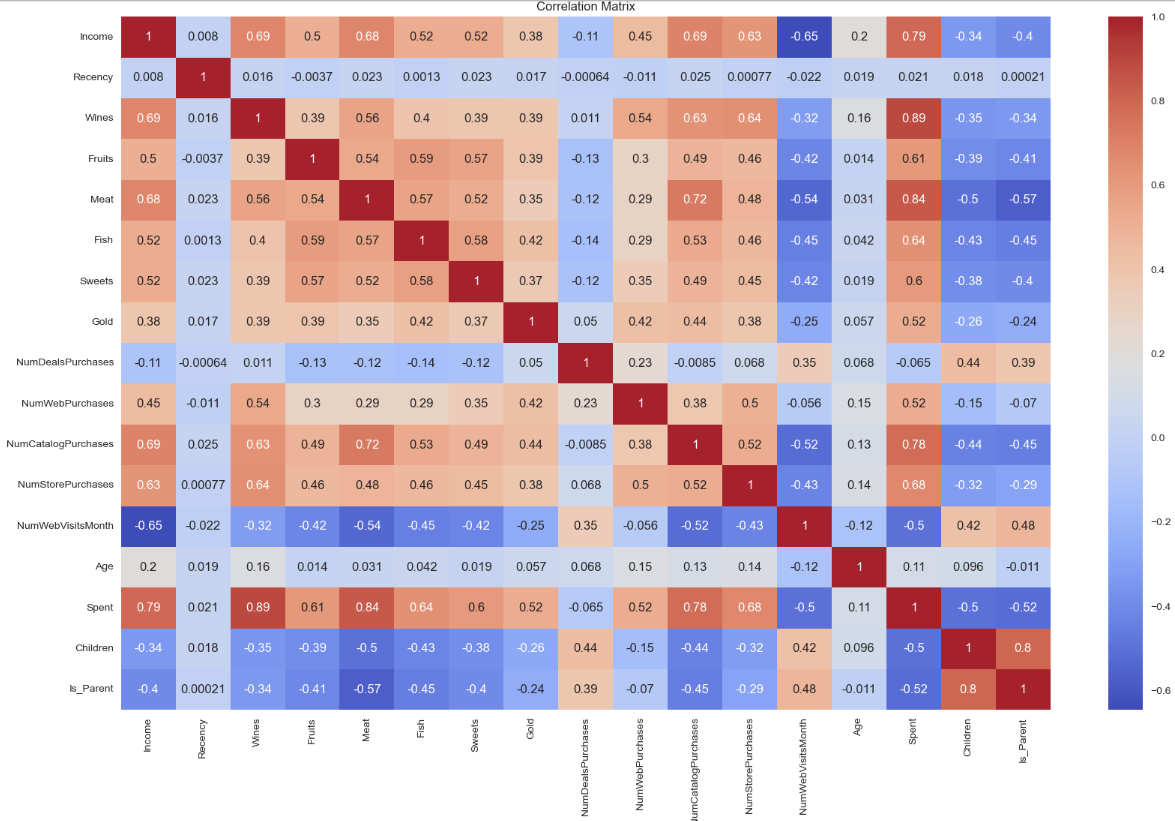 Correlation Matrix
Income 1 0.008 0.69 0.5 0.68 0.52 0.52 0.38 -0.11 0.45 0.69 0.63 -0.65 0.2 0.79 -0.34 -0.4
Recency 0.008 1 0.016 -0.0037 0.023 0.0013 0.023 0.017 -0.00064 -0.011 0.025 0.00077 -0.022 0.019 0.021 0.018 0.00021
Wines 0.69 0.016 1 0.39 0.56 0.4 0.39 0.39 0.011 0.54 0.63 0.64 -0.32 0.16 0.89 -0.35 -0.34
Fruits 0.5 -0.0037 0.39 1 0.54 0.59 0.57 0.39 -0.13 0.3 0.49 0.46 -0.42 0.014 0.61 -0.39 -0.41
Meat 0.68 0.023 0.56 0.54 1 0.57 0.52 0.35 -0.12 0.29 0.72 0.48 -0.54 0.031 0.84 -0.5 -0.57
Fish 0.52 0.0013 0.4 0.59 0.57 1 0.58 0.42 -0.14 0.29 0.53 0.46 -0.45 0.042 0.64 -0.43 -0.45
Sweets 0.52 0.023 0.39 0.57 0.52 0.58 1 0.37 -0.12 0.35 0.49 0.45 -0.42 0.019 0.6 -0.38 -0.4
Gold 0.38 0.017 0.39 0.39 0.35 0.42 0.37 1 0.05 0.42 0.44 0.38 -0.25 0.057 0.52 -0.26 -0.24
NumDealsPurchases -0.11 -0.00064 0.011 -0.13 -0.12 -0.14 -0.12 0.05 1 0.23 -0.0085 0.068 0.35 0.068 -0.065 0.44 0.39
NumWebPurchases 0.45 -0.011 0.54 0.3 0.29 0.29 0.35 0.42 0.23 1 0.38 0.5 -0.056 0.15 0.52 -0.15 -0.07
NumCatalogPurchases 0.69 0.025 0.63 0.49 0.72 0.53 0.49 0.44 -0.0085 0.38 1 0.52 -0.52 0.13 0.78 -0.44 -0.45
NumStorePurchases 0.63 0.00077 0.64 0.46 0.48 0.46 0.45 0.38 0.068 0.5 0.52 1 -0.43 0.14 0.68 -0.32 -0.29
NumWebVisitsMonth -0.65 -0.022 -0.32 -0.42 -0.54 -0.45 -0.42 -0.25 0.35 -0.056 -0.52 -0.43 1 -0.12 -0.5 0.42 0.48
Age 0.2 0.019 0.16 0.014 0.031 0.042 0.019 0.057 0.068 0.15 0.13 0.14 -0.12 1 0.11 0.096 -0.011
Spent 0.79 0.021 0.89 0.61 0.84 0.64 0.6 0.52 -0.065 0.52 0.78 0.68 -0.5 0.11 1 -0.5 -0.52
Children -0.34 0.018 -0.35 -0.39 -0.5 -0.43 -0.38 -0.26 0.44 -0.15 -0.44 -0.32 0.42 0.096 -0.5 1 0.8
Is_Parent -0.4 0.00021 -0.34 -0.41 -0.57 -0.45 -0.4 -0.24 0.39 -0.07 -0.45 -0.29 0.48 -0.011 -0.52 0.8 1
Income
Recency
Wines
Fruits
Meat
Fish
Sweets
Gold
NumDealsPurchases
NumWebPurchases
NumCatalogPurchases
NumStorePurchases
NumWebVisitsMonth
Age
Spent
Children
Is_Parent
1.0
0.8
0.6
0.4
0.2
0.0
−0.2
−0.4
−0.6